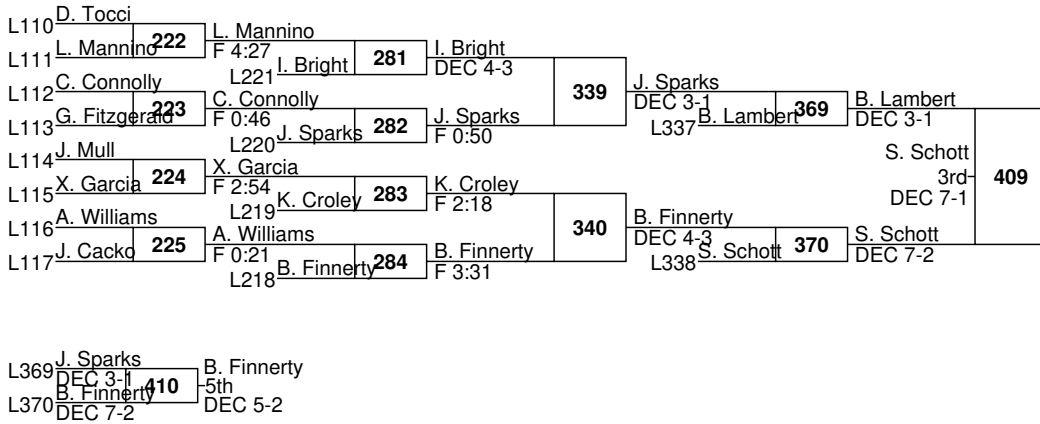 L110 D. Tocci
222
L111 L. Mannino
L. Mannino
F 4:27
L221 I. Bright
281
I. Bright
DEC 4-3
L112 C. Connolly
223
L113 G. Fitzgerald
C. Connolly
F 0:46
L220 J. Sparks
282
J. Sparks
F 0:50
339
J. Sparks
DEC 3-1
L337 B. Lambert
369
B. Lambert
DEC 3-1
L114 J. Mull
224
L115 X. Garcia
X. Garcia
F 2:54
L219 K. Croley
283
K. Croley
F 2:18
L116 A. Williams
225
L117 J. Cacko
A. Williams
F 0:21
L218 B. Finnerty
284
B. Finnerty
F 3:31
340
B. Finnerty
DEC 4-3
L338 S. Schott
370
S. Schott
DEC 7-2
S. Schott
3rd
DEC 7-1
409
L369 J. Sparks
DEC 3-1
410
L370 B. Finnerty
DEC 7-2
B. Finnerty
5th
DEC 5-2